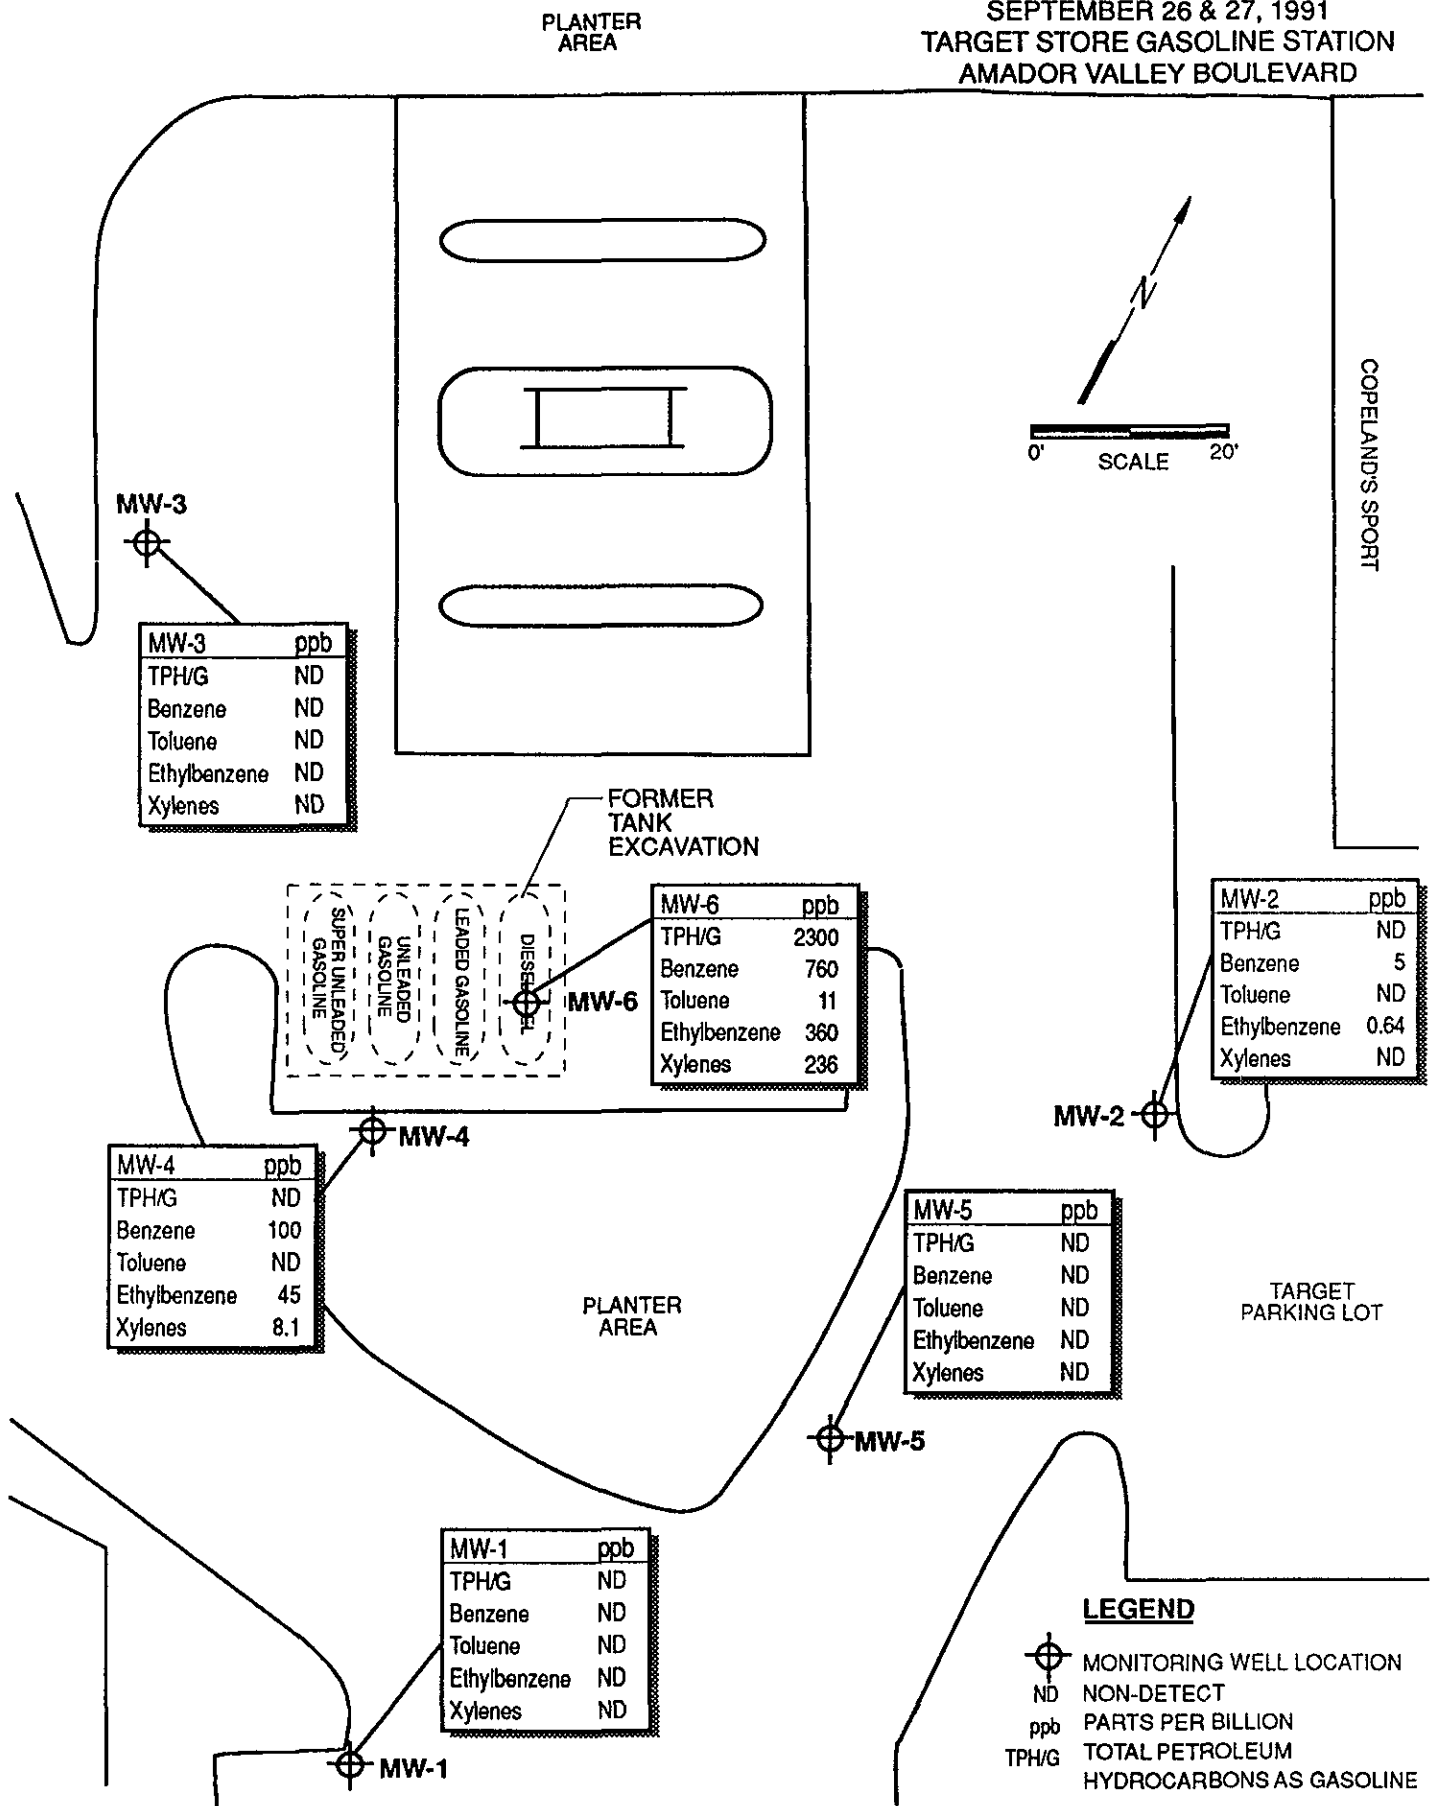 PLANTER
AREA
SEPTEMBER 26 & 27, 1991
TARGET STORE GASOLINE STATION
AMADOR VALLEY BOULEVARD
N
0' SCALE 20'
COPELAND'S SPORT
MW-3
MW-3 ppb
TPH/G ND
Benzene ND
Toluene ND
Ethylbenzene ND
Xylenes ND
FORMER
TANK
EXCAVATION
SUPER UNLEADED
GASOLINE
UNLEADED
GASOLINE
LEADED GASOLINE
DIESEL
MW-6
MW-6 ppb
TPH/G 2300
Benzene 760
Toluene 11
Ethylbenzene 360
Xylenes 236
MW-2 ppb
TPH/G ND
Benzene 5
Toluene ND
Ethylbenzene 0.64
Xylenes ND
MW-2
MW-4
MW-4 ppb
TPH/G ND
Benzene 100
Toluene ND
Ethylbenzene 45
Xylenes 8.1
MW-5 ppb
TPH/G ND
Benzene ND
Toluene ND
Ethylbenzene ND
Xylenes ND
PLANTER
AREA
TARGET
PARKING LOT
MW-5
MW-1 ppb
TPH/G ND
Benzene ND
Toluene ND
Ethylbenzene ND
Xylenes ND
MW-1
LEGEND
MONITORING WELL LOCATION
ND NON-DETECT
ppb PARTS PER BILLION
TPH/G TOTAL PETROLEUM
HYDROCARBONS AS GASOLINE